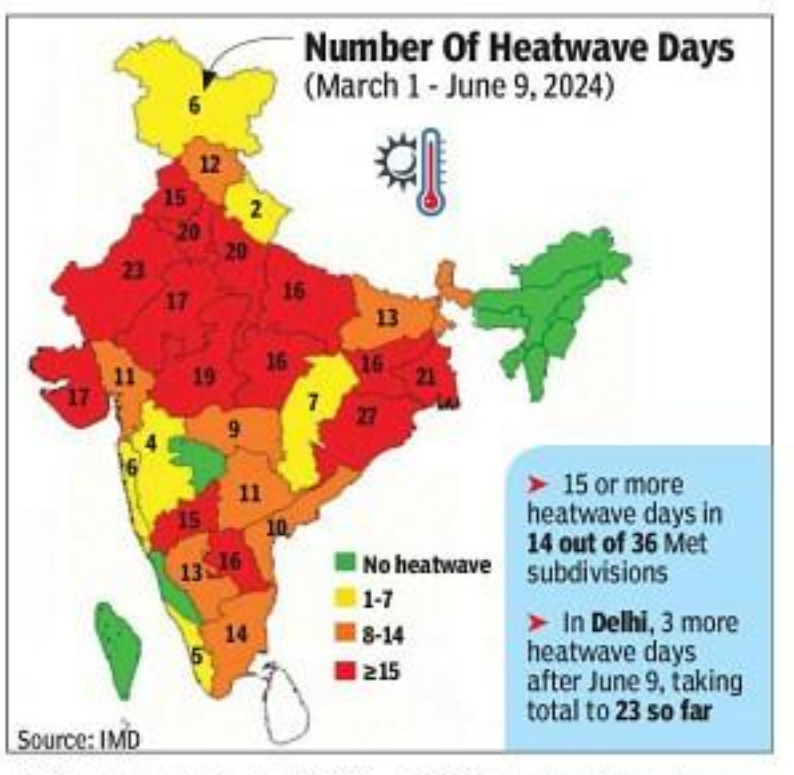 Number Of Heatwave Days
(March 1 - June 9, 2024)
6
12
15
2
20
20
23
16
17
13
11
19
16
16
21
17
7
27
4
9
6
11
15
10
13
16
14
5
No heatwave
1-7
8-14
≥15
➤ 15 or more
heatwave days in
14 out of 36 Met
subdivisions
➤ In Delhi, 3 more
heatwave days
after June 9, taking
total to 23 so far
Source: IMD